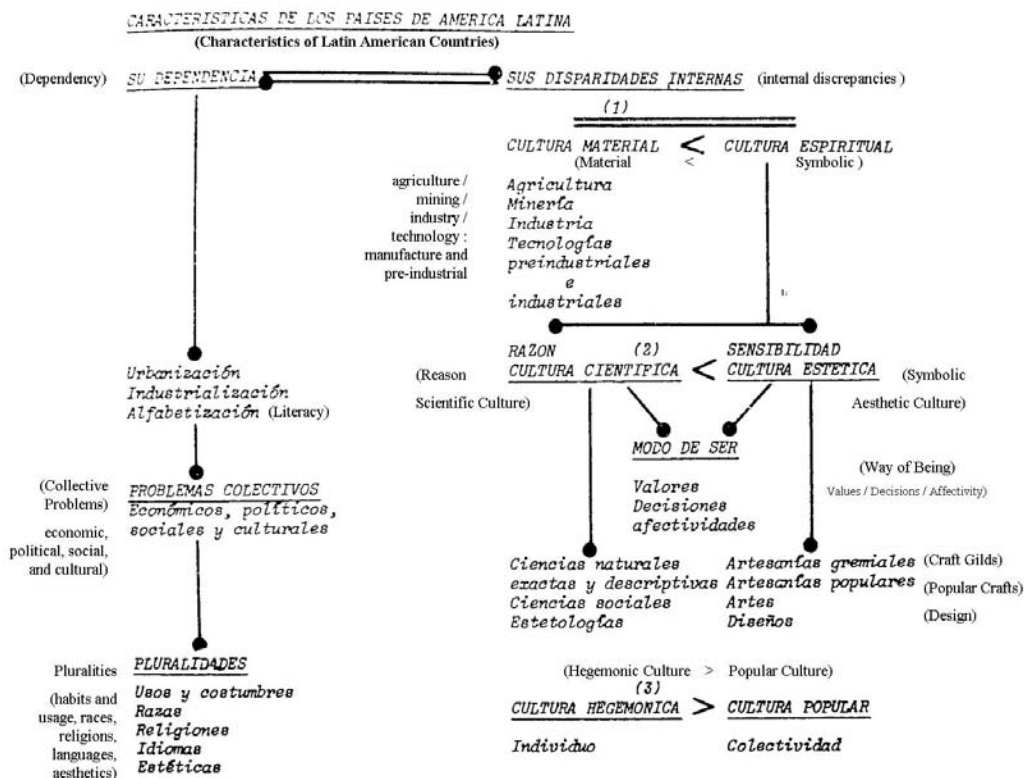 CARACTERISTICAS DE LOS PAISES DE AMERICA LATINA
(Characteristics of Latin American Countries)
(Dependency)
SU DEPENDENCIA
SUS DISPARIDADES INTERNAS
(internal discrepancies )
(1)
CULTURA MATERIAL < CULTURA ESPIRITUAL
(Material < Symbolic )
agriculture /
mining /
industry /
technology :
manufacture and
pre-industrial
Agricultura
Minería
Industria
Tecnologías
preindustriales
e
industriales
RAZON (2) SENSIBILIDAD
CULTURA CIENTIFICA < CULTURA ESTETICA
(Reason
Scientific Culture)
(Symbolic
Aesthetic Culture)
Urbanización
Industrialización
Alfabetización (Literacy)
MODO DE SER
Valores
Decisiones
afectividades
(Way of Being)
Values / Decisions / Affectivity)
(Collective
Problems)
economic,
political, social,
and cultural)
PROBLEMAS COLECTIVOS
Económicos, políticos,
sociales y culturales
Ciencias naturales
exactas y descriptivas
Ciencias sociales
Estetologías
Artesanías gremiales (Craft Gilds)
Artesanías populares (Popular Crafts)
Artes
Diseños (Design)
Pluralities
(habits and
usage, races,
religions,
languages,
aesthetics)
PLURALIDADES
Usos y costumbres
Razas
Religiones
Idiomas
Estéticas
(Hegemonic Culture > Popular Culture)
(3)
CULTURA HEGEMONICA > CULTURA POPULAR
Individuo
Colectividad